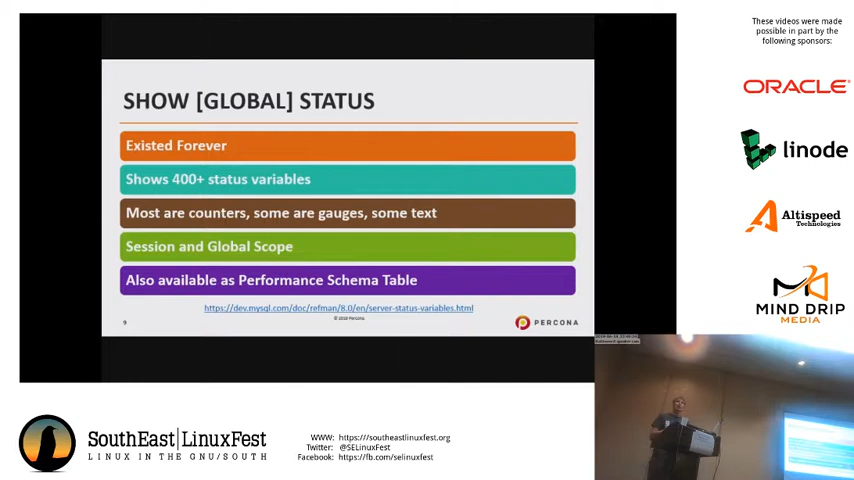 SHOW [GLOBAL] STATUS
Existed Forever
Shows 400+ status variables
Most are counters, some are gauges, some text
Session and Global Scope
Also available as Performance Schema Table
https://dev.mysql.com/doc/refman/8.0/en/server-status-variables.html
9
© 2019 Percona.
PERCONA
These videos were made
possible in part by the
following sponsors:
ORACLE
linode
Altispeed
Technologies
MIND DRIP
MEDIA
SouthEast|LinuxFest
LINUX IN THE GNU/SOUTH
WWW: https:///southeastlinuxfest.org
Twitter: @SELinuxFest
Facebook: https://fb.com/selinuxfest